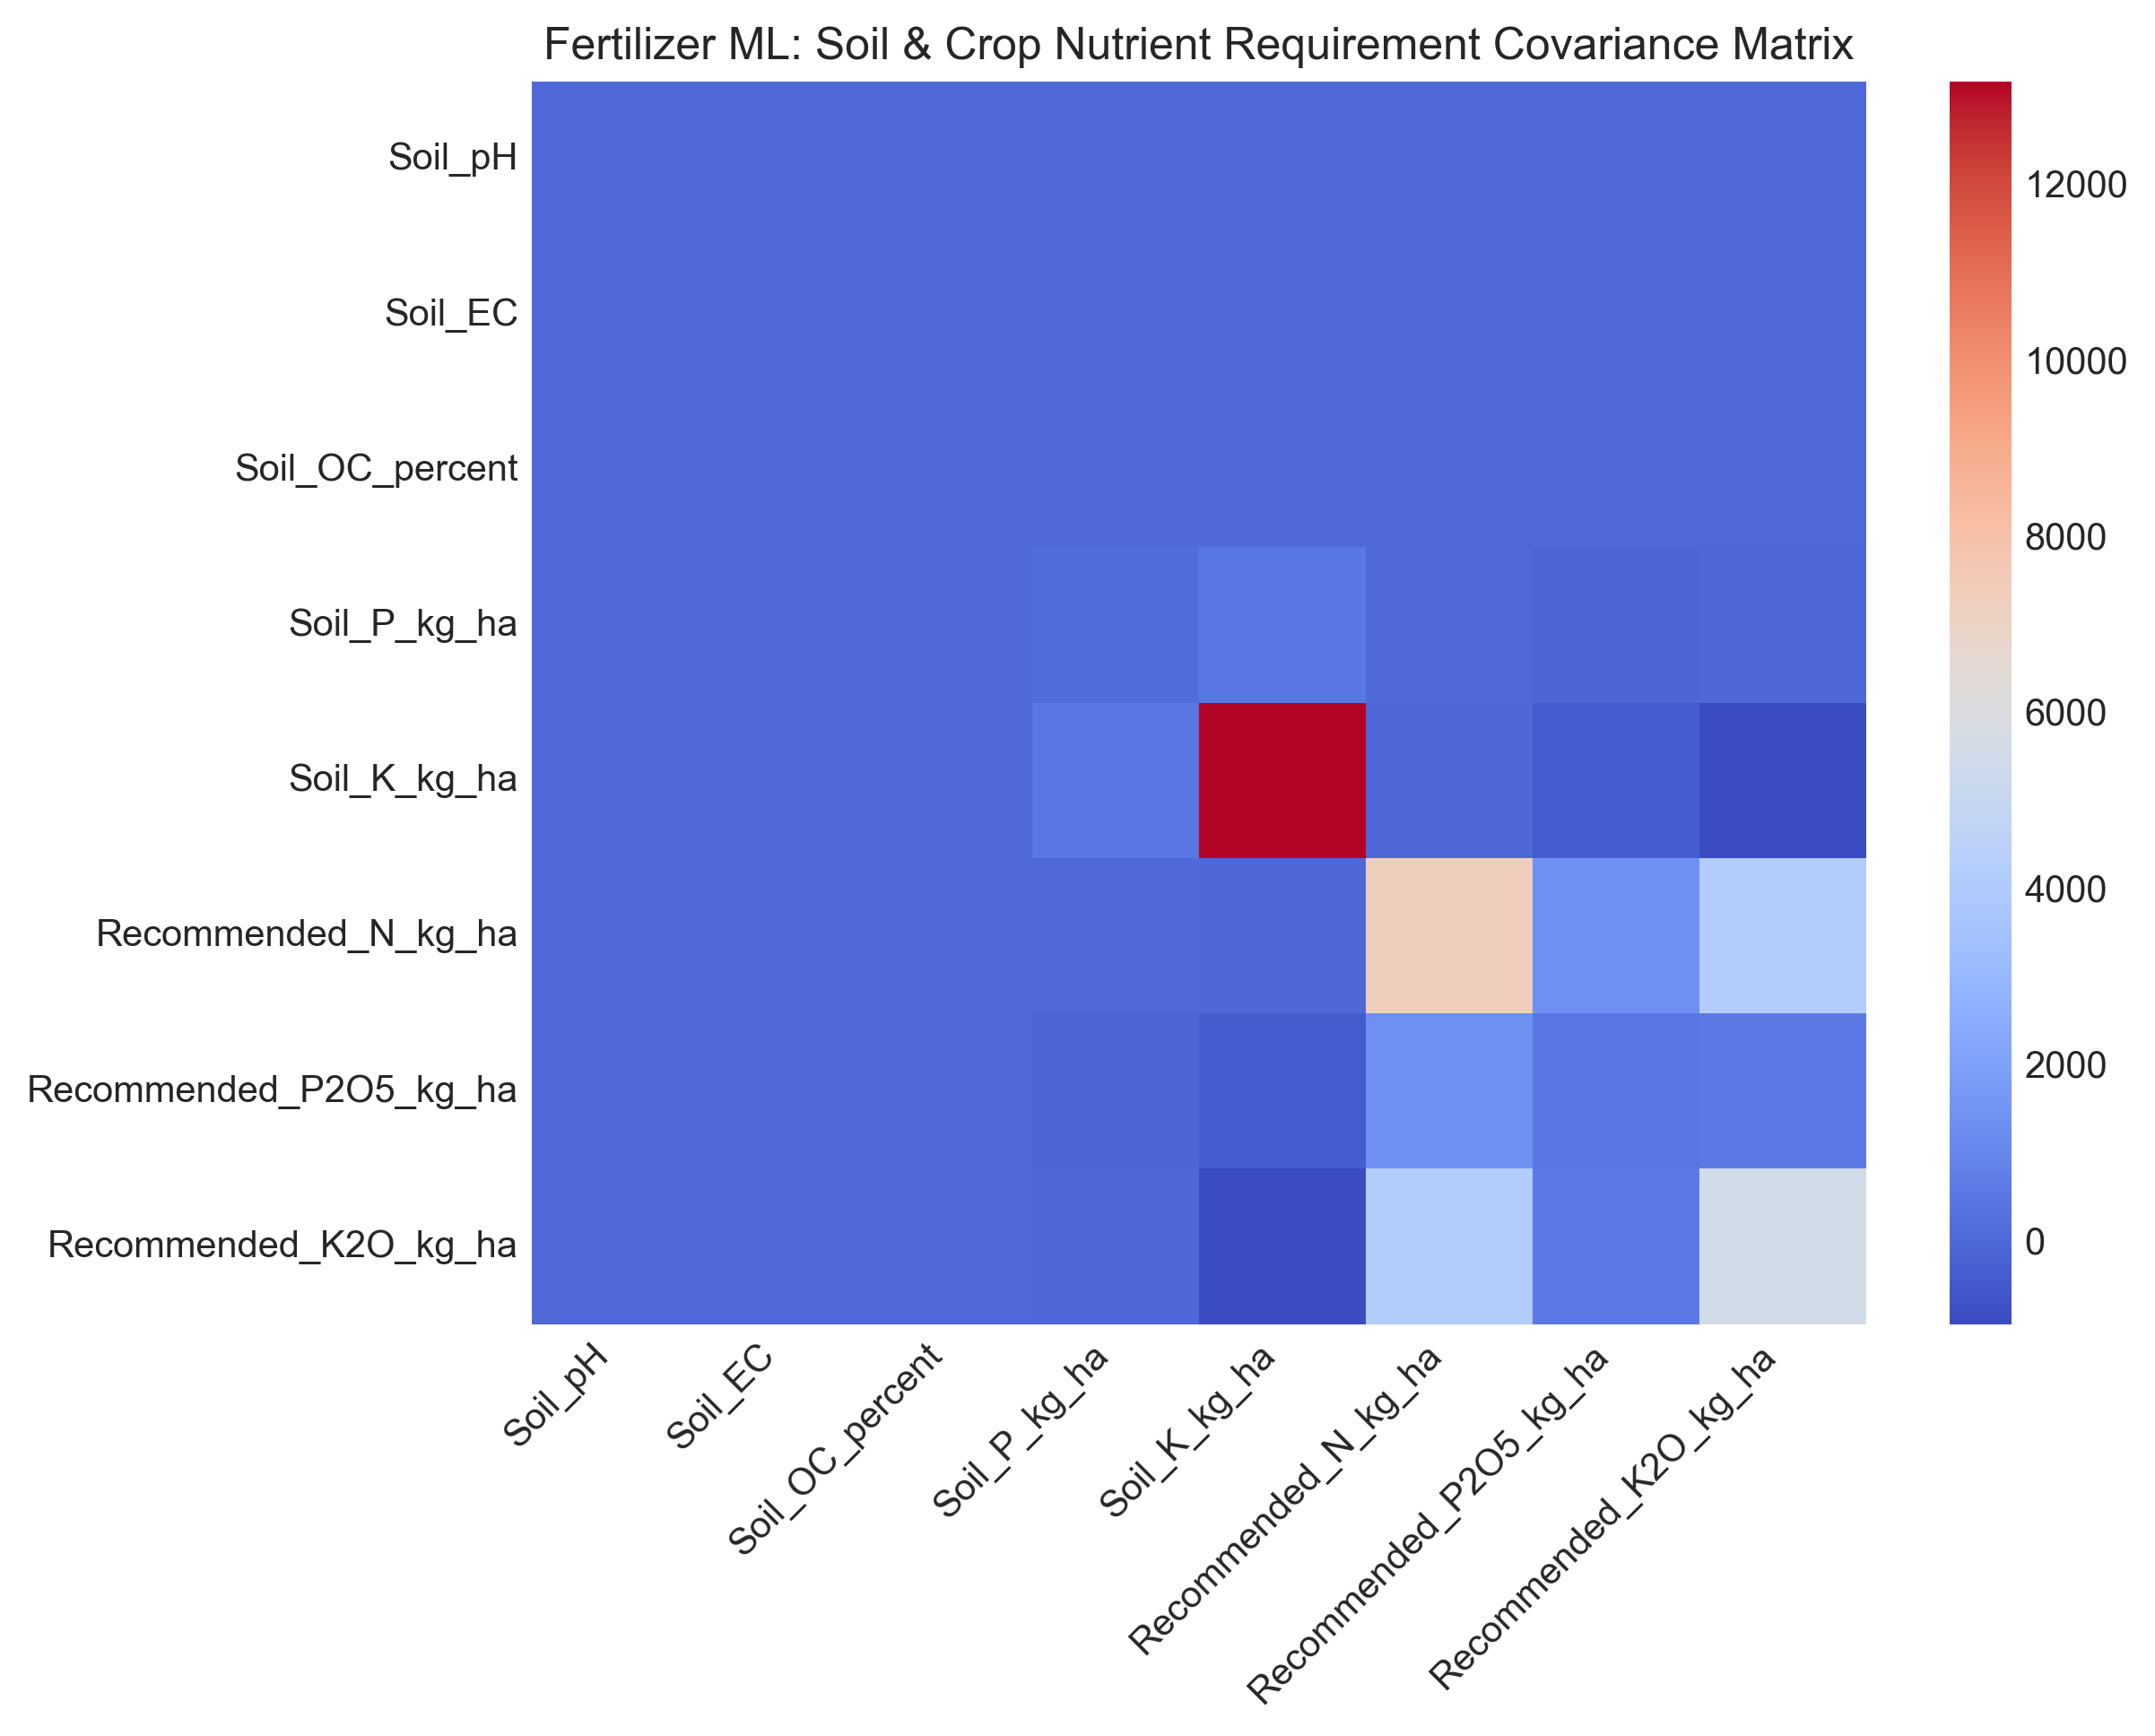 Fertilizer ML: Soil & Crop Nutrient Requirement Covariance Matrix
Soil_pH
Soil_EC
Soil_OC_percent
Soil_P_kg_ha
Soil_K_kg_ha
Recommended_N_kg_ha
Recommended_P2O5_kg_ha
Recommended_K2O_kg_ha
Soil_pH
Soil_EC
Soil_OC_percent
Soil_P_kg_ha
Soil_K_kg_ha
Recommended_N_kg_ha
Recommended_P2O5_kg_ha
Recommended_K2O_kg_ha
12000
10000
8000
6000
4000
2000
0